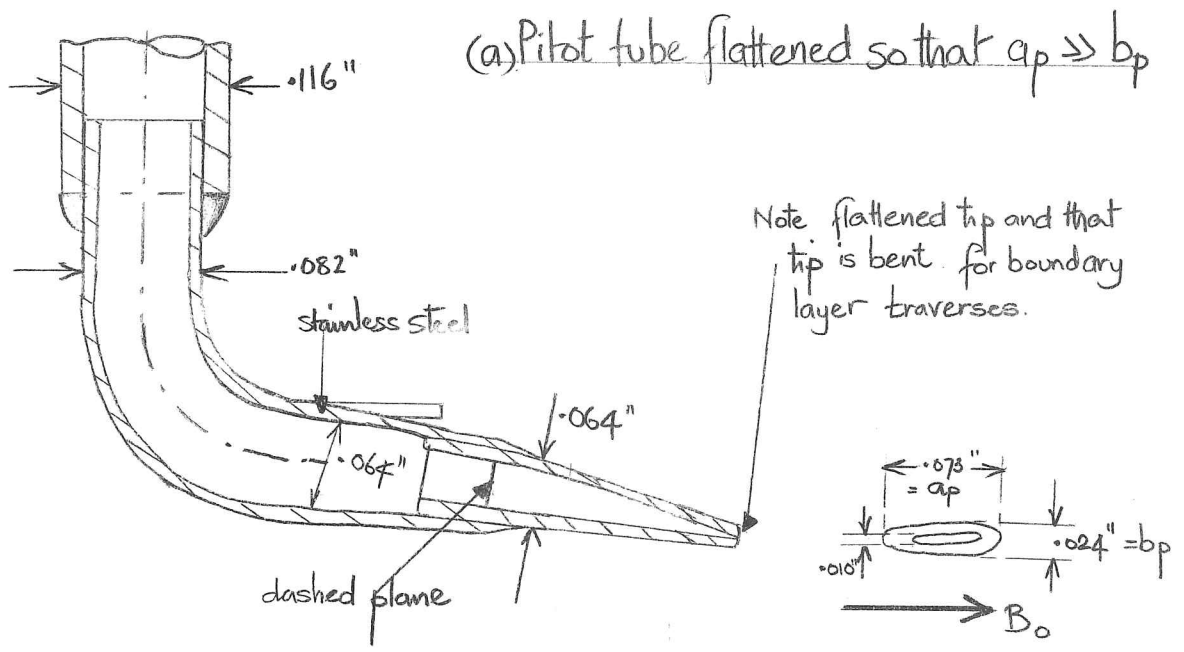 (a) Pitot tube flattened so that ap ≫ bp
.116"
Note flattened tip and that
tip is bent for boundary
layer traverses.
.082"
stainless steel
.064"
.064"
.073"
= ap
.024" = bp
.010"
dashed plane
B₀